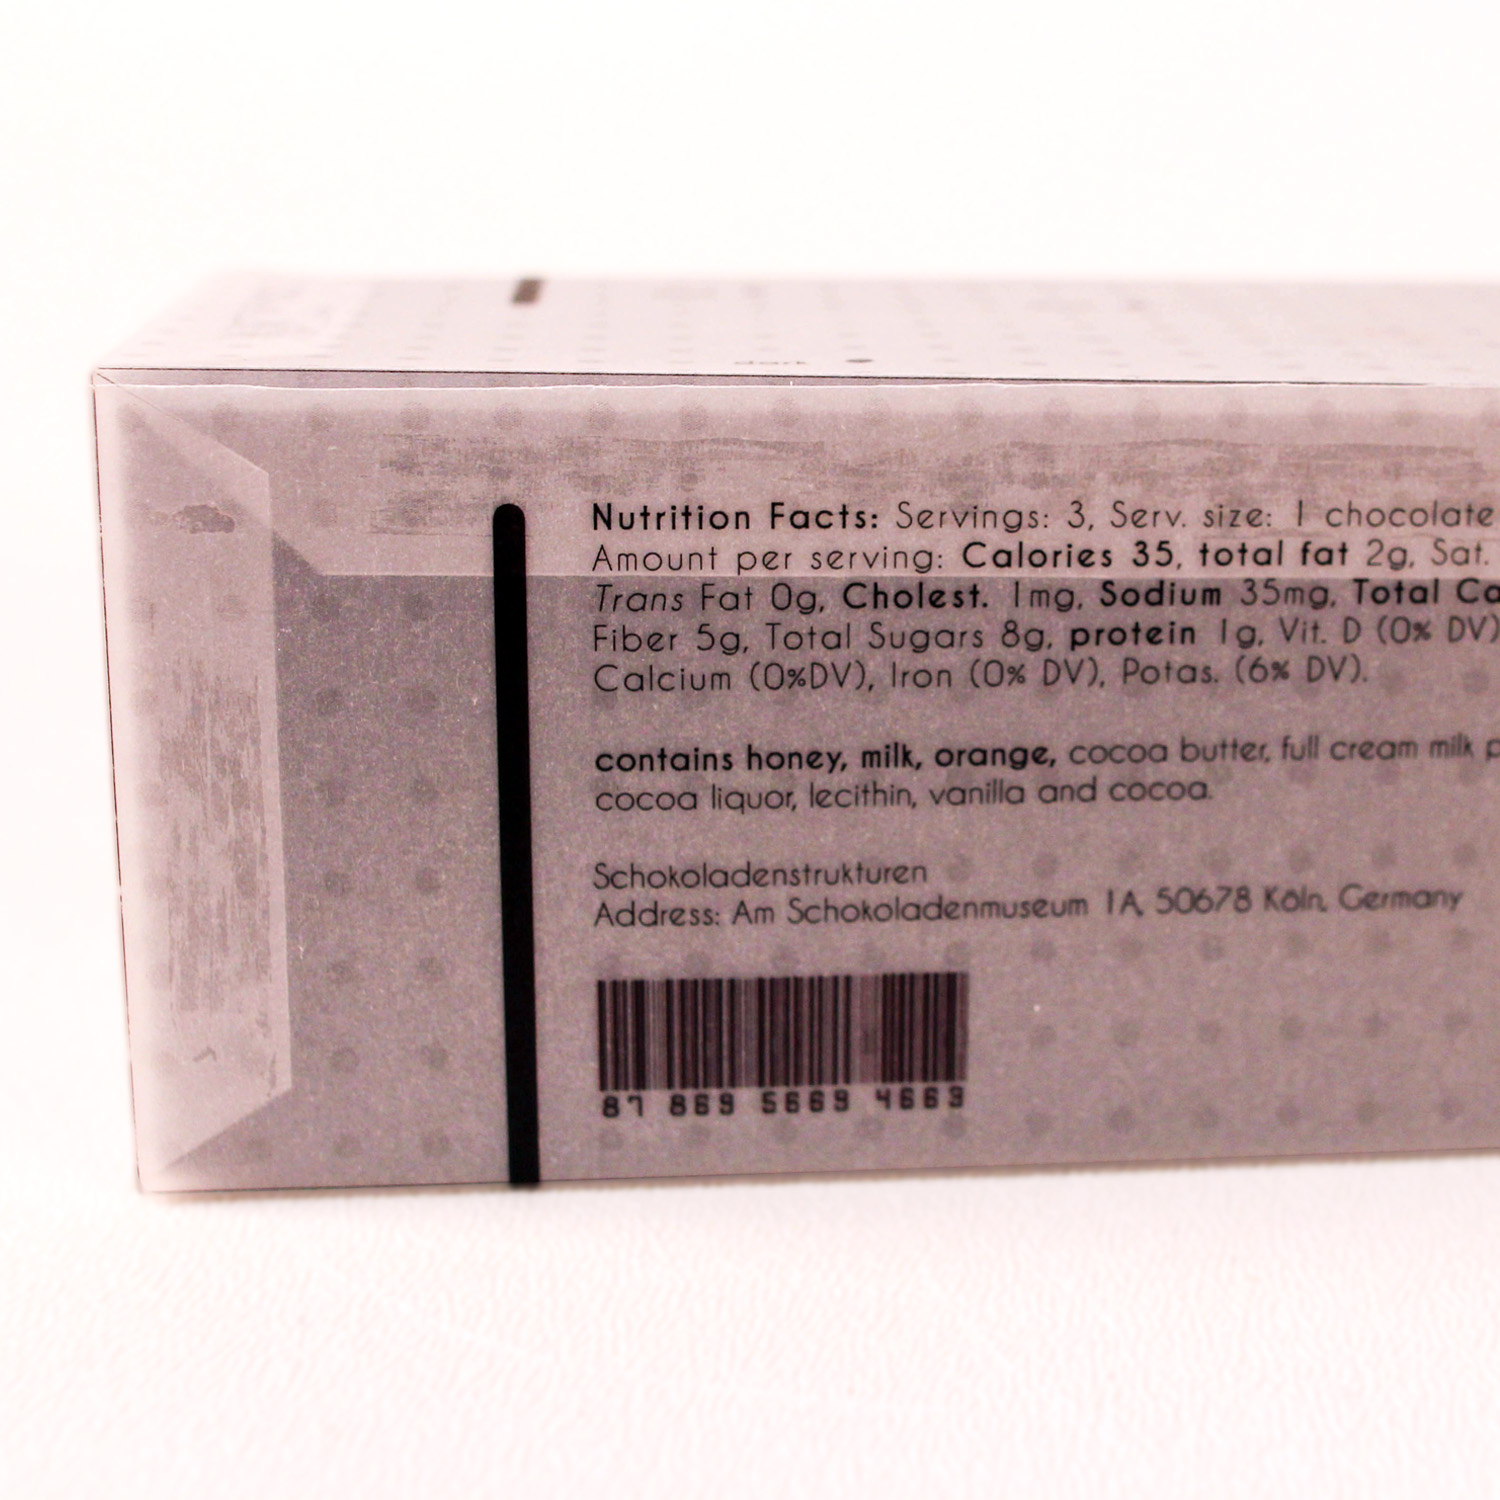 dark
Nutrition Facts: Servings: 3, Serv. size: 1 chocolate
Amount per serving: Calories 35, total fat 2g, Sat.
Trans Fat 0g, Cholest. 1mg, Sodium 35mg, Total Ca
Fiber 5g, Total Sugars 8g, protein 1g, Vit. D (0% DV)
Calcium (0%DV), Iron (0% DV), Potas. (6% DV).
contains honey, milk, orange, cocoa butter, full cream milk p
cocoa liquor, lecithin, vanilla and cocoa.
Schokoladenstrukturen
Address: Am Schokoladenmuseum 1A, 50678 Köln, Germany
87 869 5669 4663